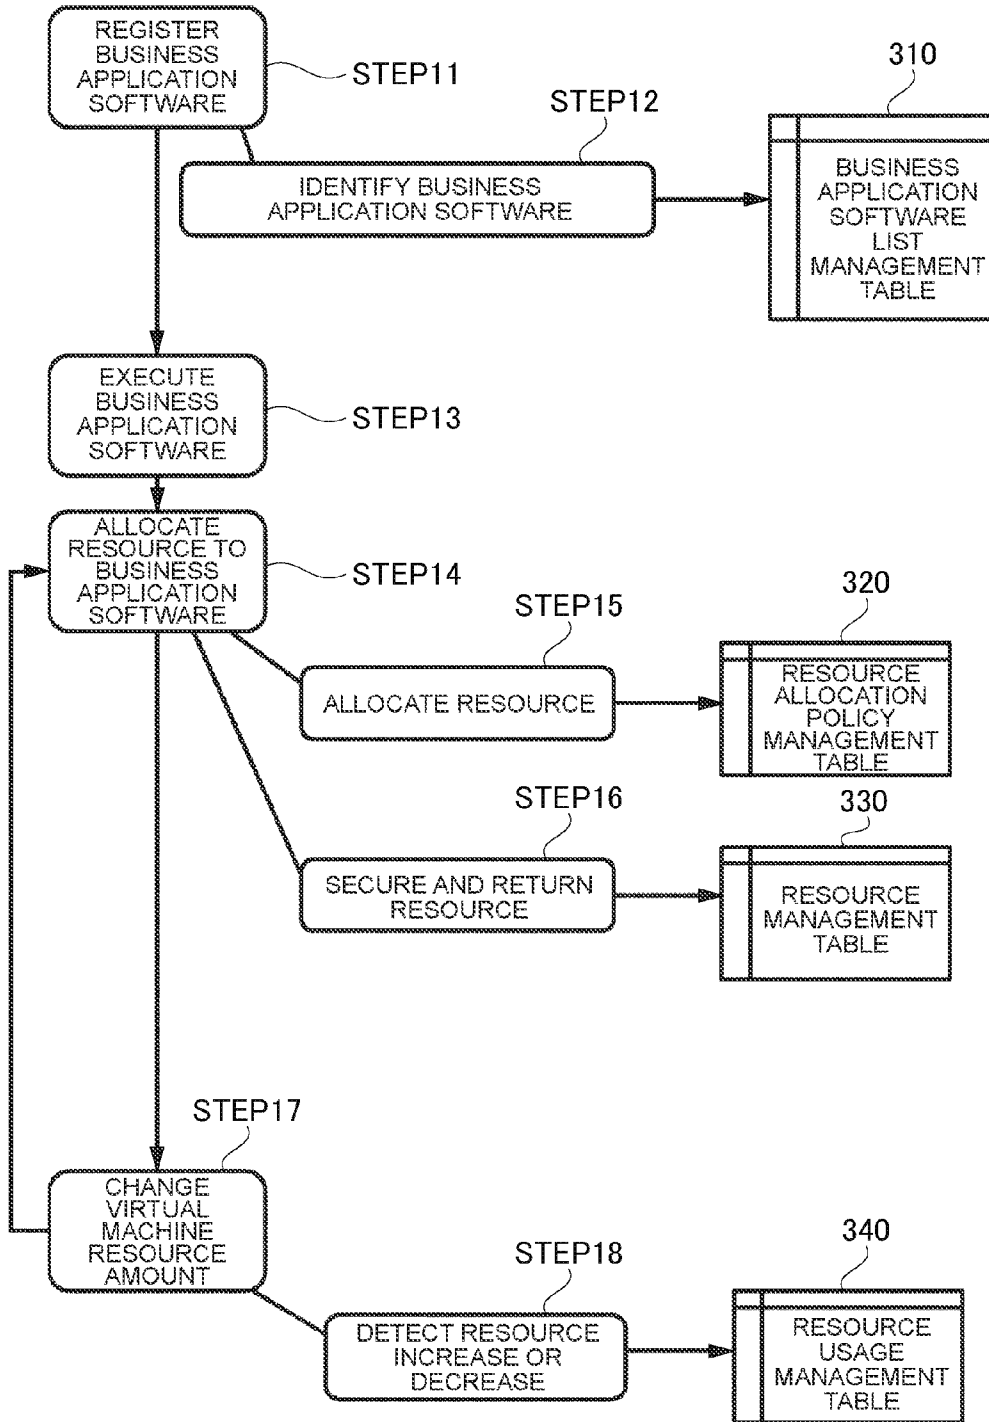 REGISTER
BUSINESS
APPLICATION
SOFTWARE
STEP11
STEP12
IDENTIFY BUSINESS
APPLICATION SOFTWARE
310
BUSINESS
APPLICATION
SOFTWARE
LIST
MANAGEMENT
TABLE
EXECUTE
BUSINESS
APPLICATION
SOFTWARE
STEP13
ALLOCATE
RESOURCE TO
BUSINESS
APPLICATION
SOFTWARE
STEP14
STEP15
ALLOCATE RESOURCE
320
RESOURCE
ALLOCATION
POLICY
MANAGEMENT
TABLE
STEP16
SECURE AND RETURN
RESOURCE
330
RESOURCE
MANAGEMENT
TABLE
STEP17
CHANGE
VIRTUAL
MACHINE
RESOURCE
AMOUNT
STEP18
DETECT RESOURCE
INCREASE OR
DECREASE
340
RESOURCE
USAGE
MANAGEMENT
TABLE